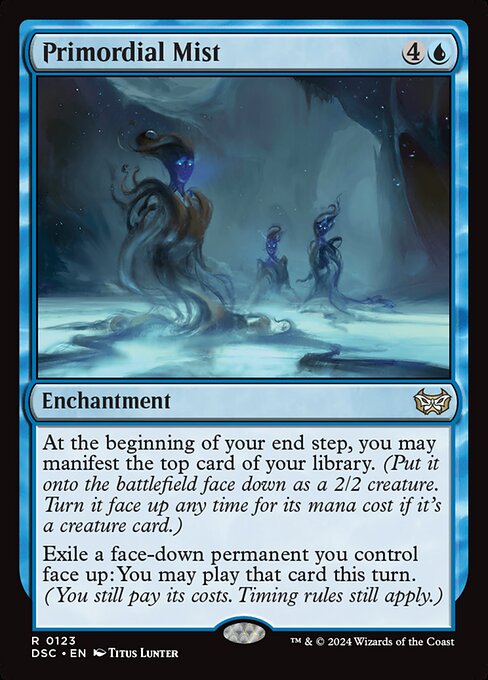 Primordial Mist 4
Enchantment
At the beginning of your end step, you may
manifest the top card of your library. (Put it
onto the battlefield face down as a 2/2 creature.
Turn it face up any time for its mana cost if it's
a creature card.)
Exile a face-down permanent you control
face up: You may play that card this turn.
(You still pay its costs. Timing rules still apply.)
R 0123 ™ & © 2024 Wizards of the Coast
DSC • EN Titus Lunter